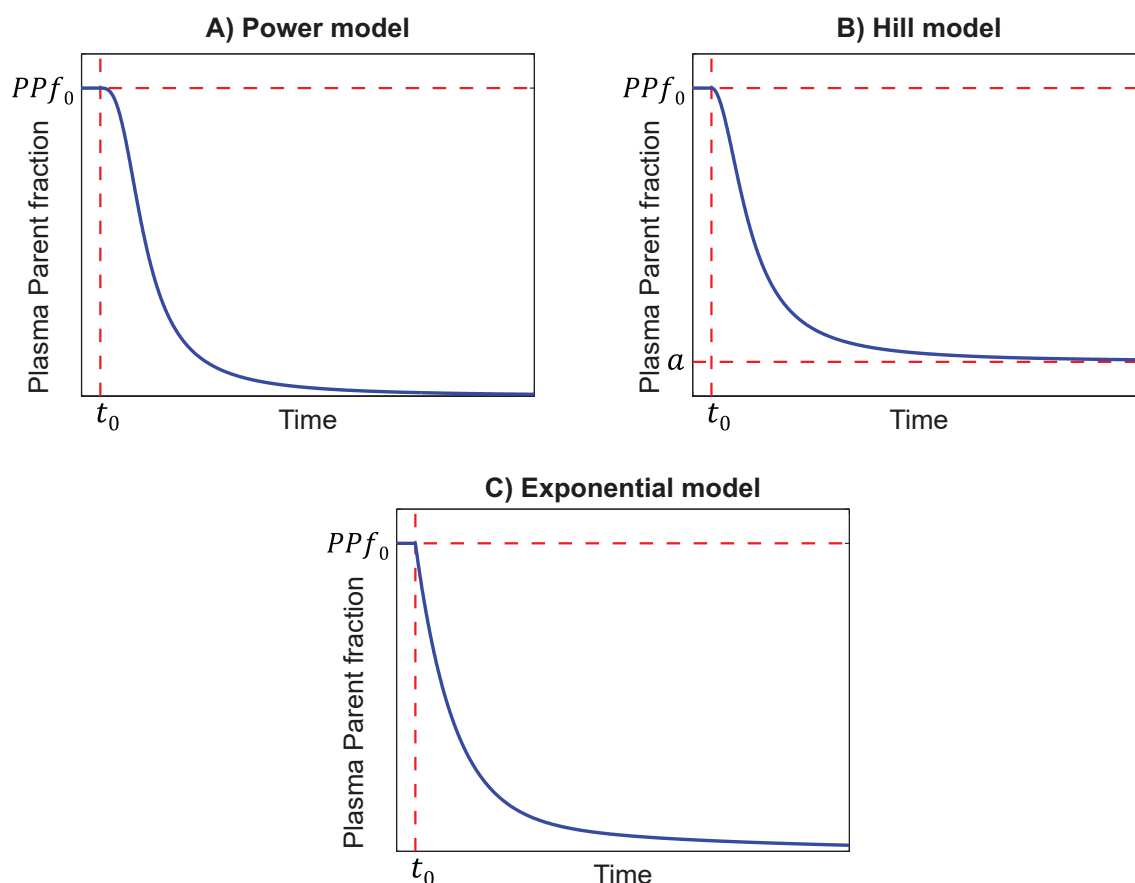 A) Power model
PPf₀
Plasma Parent fraction
t₀
Time
B) Hill model
PPf₀
Plasma Parent fraction
a
t₀
Time
C) Exponential model
PPf₀
Plasma Parent fraction
t₀
Time